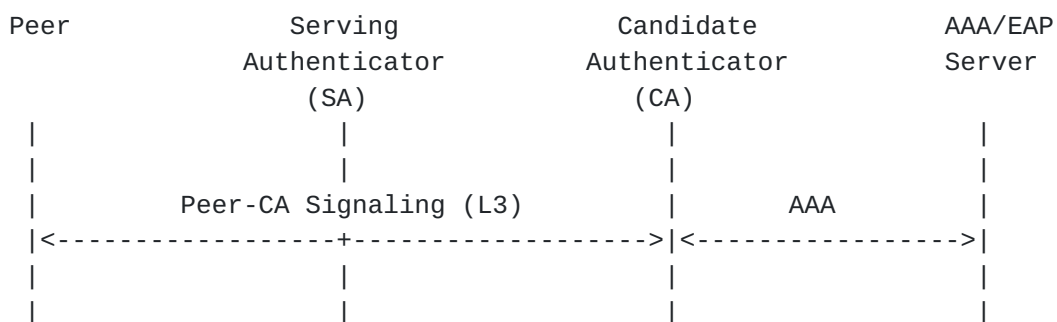 Peer Serving Candidate AAA/EAP
Authenticator Authenticator Server
(SA) (CA)
Peer-CA Signaling (L3) AAA